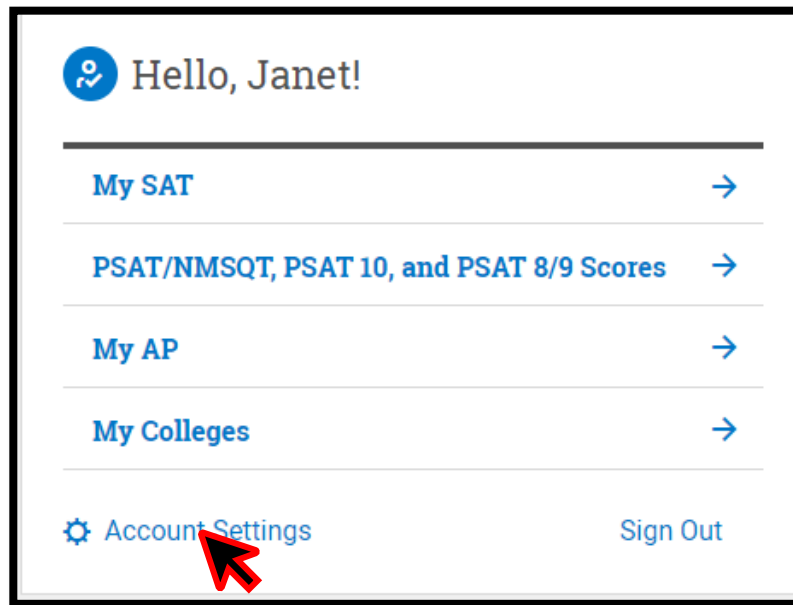 Hello, Janet!
My SAT
PSAT/NMSQT, PSAT 10, and PSAT 8/9 Scores
My AP
My Colleges
Account Settings
Sign Out